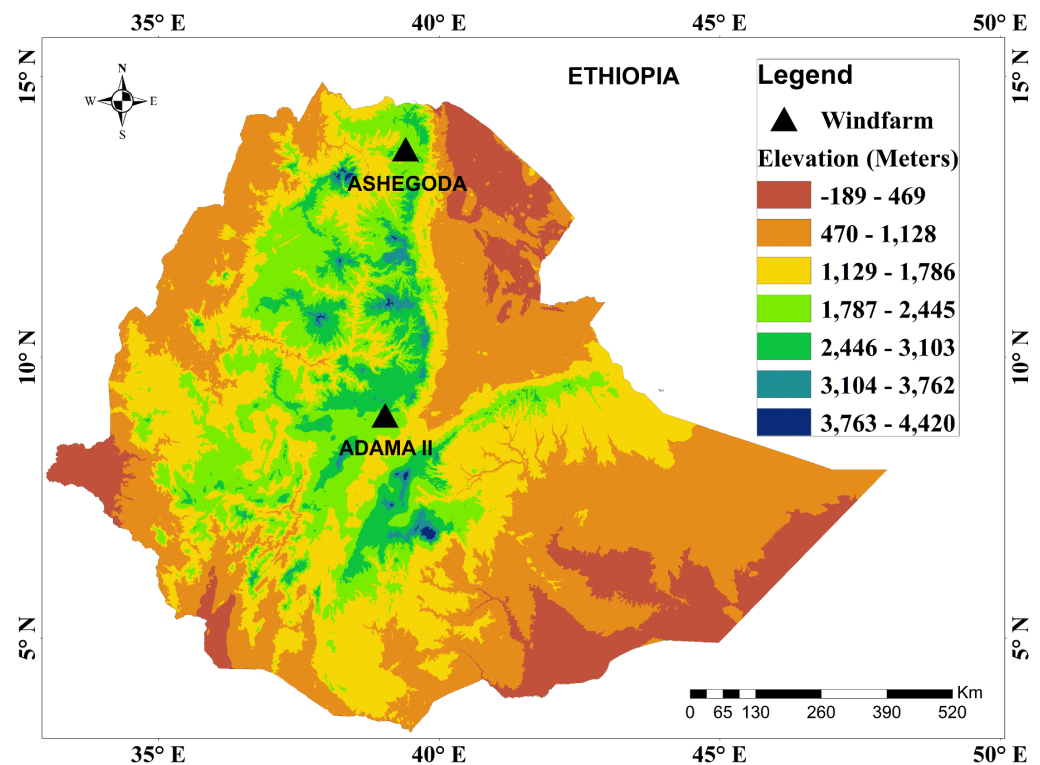 35° E 40° E 45° E 50° E
15° N
15° N
ETHIOPIA
Legend
N
W E
S
Windfarm
Elevation (Meters)
ASHEGODA
-189 - 469
470 - 1,128
1,129 - 1,786
1,787 - 2,445
2,446 - 3,103
3,104 - 3,762
3,763 - 4,420
10° N
10° N
ADAMA II
5° N
5° N
Km
0 65 130 260 390 520
35° E 40° E 45° E 50° E